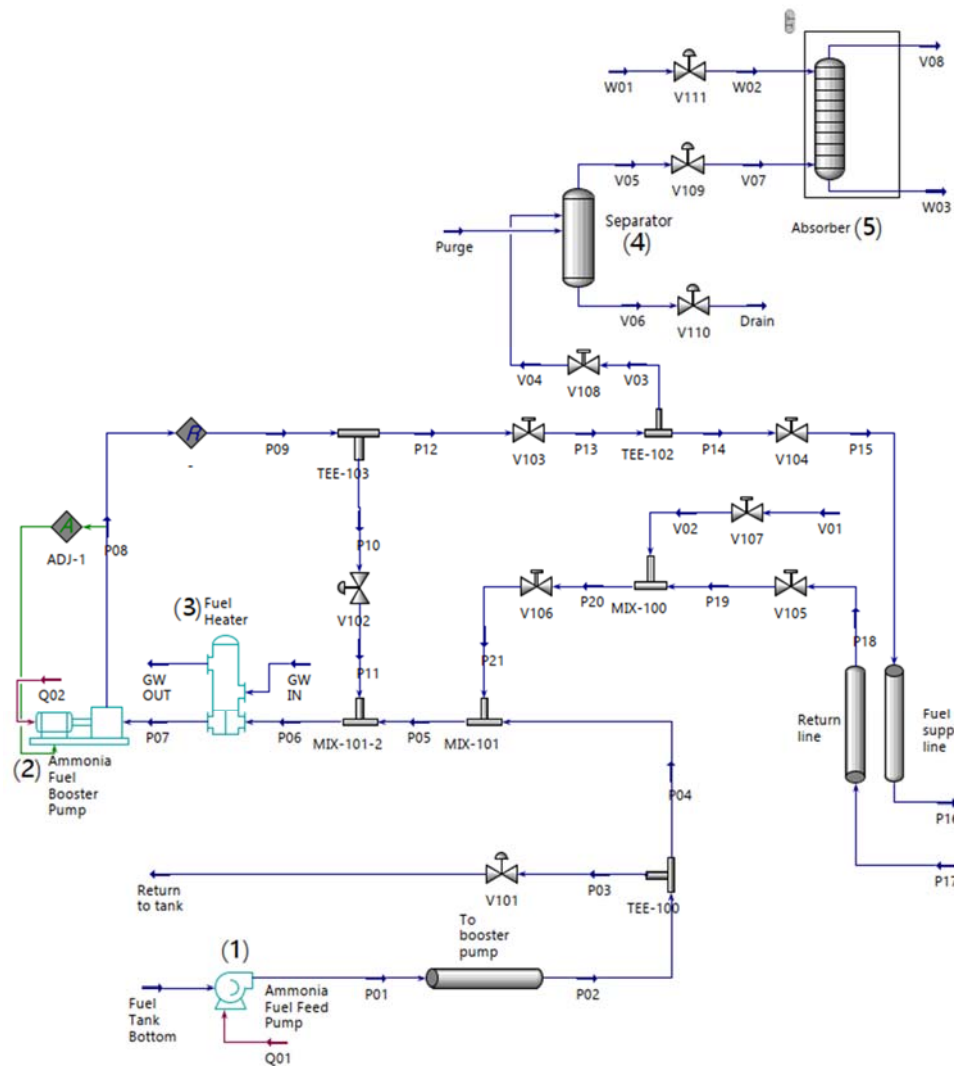 V08
W01
V111
W02
V05
V109
V07
W03
Separator
(4)
Absorber (5)
Purge
V06
V110
Drain
V04
V108
V03
A
P09
P12
V103
P13
TEE-102
P14
V104
P15
-
TEE-103
A
ADJ-1
P08
P10
V02
V107
V01
(3) Fuel
Heater
V102
V106
P20
MIX-100
P19
V105
P18
GW
OUT
GW
IN
P11
P21
Q02
P07
P06
MIX-101-2
P05
MIX-101
Return
line
Fuel
supp
line
(2) Ammonia
Fuel
Booster
Pump
P04
P16
Return
to tank
V101
P03
TEE-100
P17
(1)
To
booster
pump
Fuel
Tank
Bottom
P01
Ammonia
Fuel Feed
Pump
P02
Q01